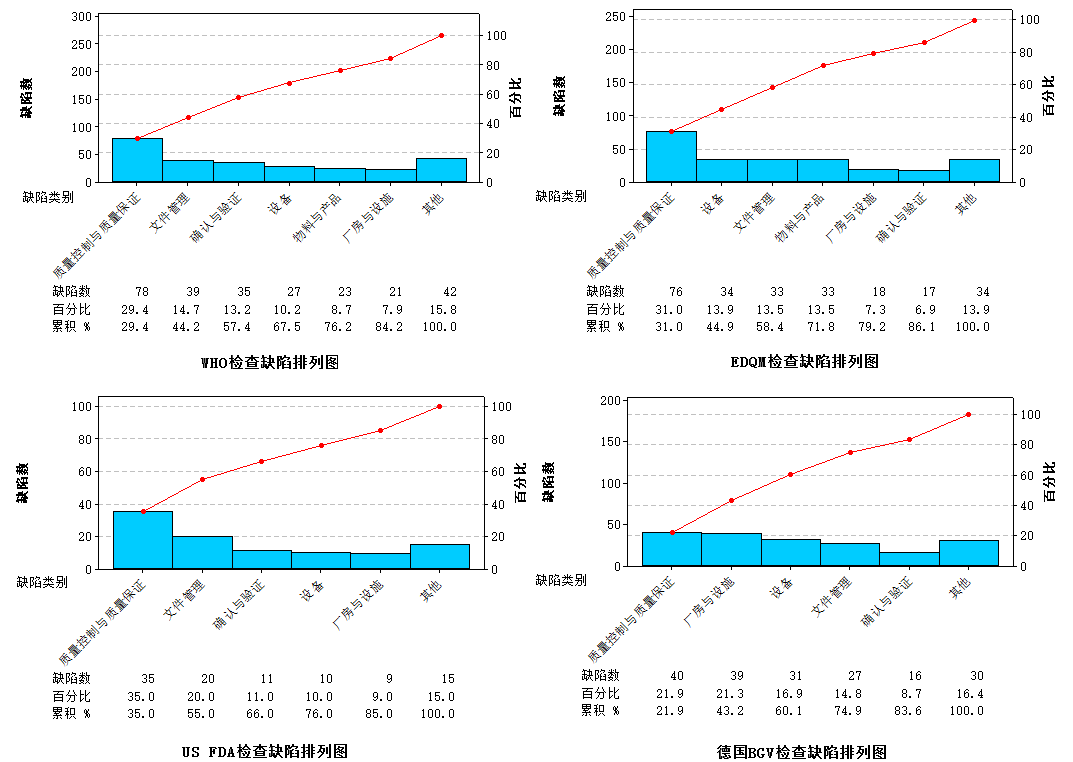 300
250
200
150
100
50
0
缺陷数
100
80
60
40
20
0
百分比
缺陷类别
质量控制与质量保证
文件管理
确认与验证
设备
物料与产品
厂房与设施
其他
缺陷数 78 39 35 27 23 21 42
百分比 29.4 14.7 13.2 10.2 8.7 7.9 15.8
累积 % 29.4 44.2 57.4 67.5 76.2 84.2 100.0
WHO检查缺陷排列图
250
200
150
100
50
0
缺陷数
100
80
60
40
20
0
百分比
缺陷类别
质量控制与质量保证
设备
文件管理
物料与产品
厂房与设施
确认与验证
其他
缺陷数 76 34 33 33 18 17 34
百分比 31.0 13.9 13.5 13.5 7.3 6.9 13.9
累积 % 31.0 44.9 58.4 71.8 79.2 86.1 100.0
EDQM检查缺陷排列图
100
80
60
40
20
0
缺陷数
100
80
60
40
20
0
百分比
缺陷类别
质量控制与质量保证
文件管理
确认与验证
设备
厂房与设施
其他
缺陷数 35 20 11 10 9 15
百分比 35.0 20.0 11.0 10.0 9.0 15.0
累积 % 35.0 55.0 66.0 76.0 85.0 100.0
US FDA检查缺陷排列图
200
150
100
50
0
缺陷数
100
80
60
40
20
0
百分比
缺陷类别
质量控制与质量保证
厂房与设施
设备
文件管理
确认与验证
其他
缺陷数 40 39 31 27 16 30
百分比 21.9 21.3 16.9 14.8 8.7 16.4
累积 % 21.9 43.2 60.1 74.9 83.6 100.0
德国BGV检查缺陷排列图